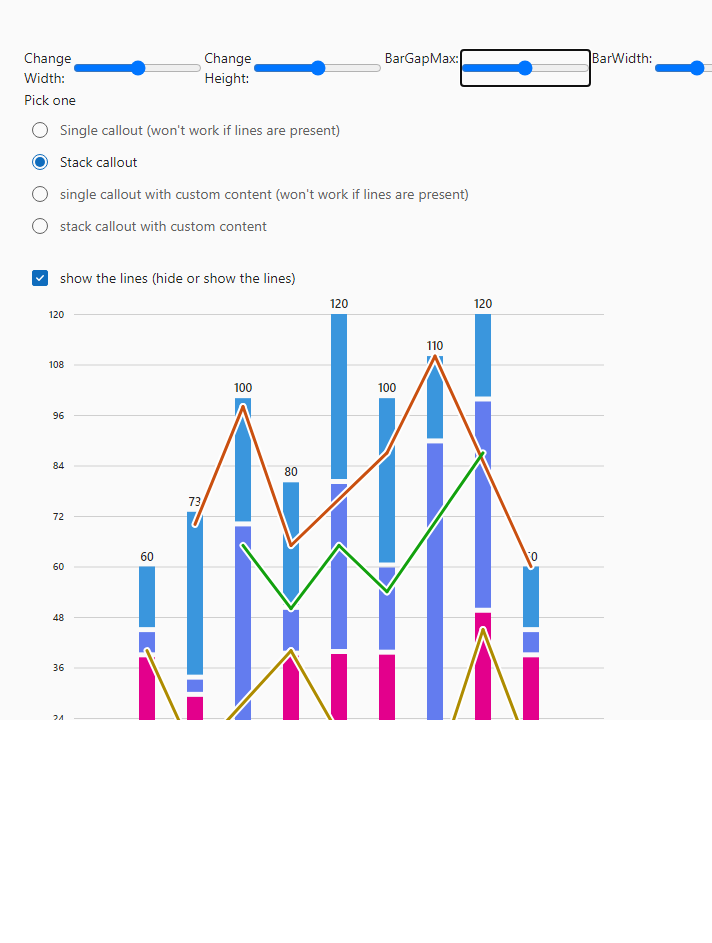 Change Width:
Change Height:
BarGapMax:
BarWidth:
Pick one
Single callout (won't work if lines are present)
Stack callout
single callout with custom content (won't work if lines are present)
stack callout with custom content
show the lines (hide or show the lines)
120
108
96
84
72
60
48
36
24
60
73
100
80
120
100
110
120